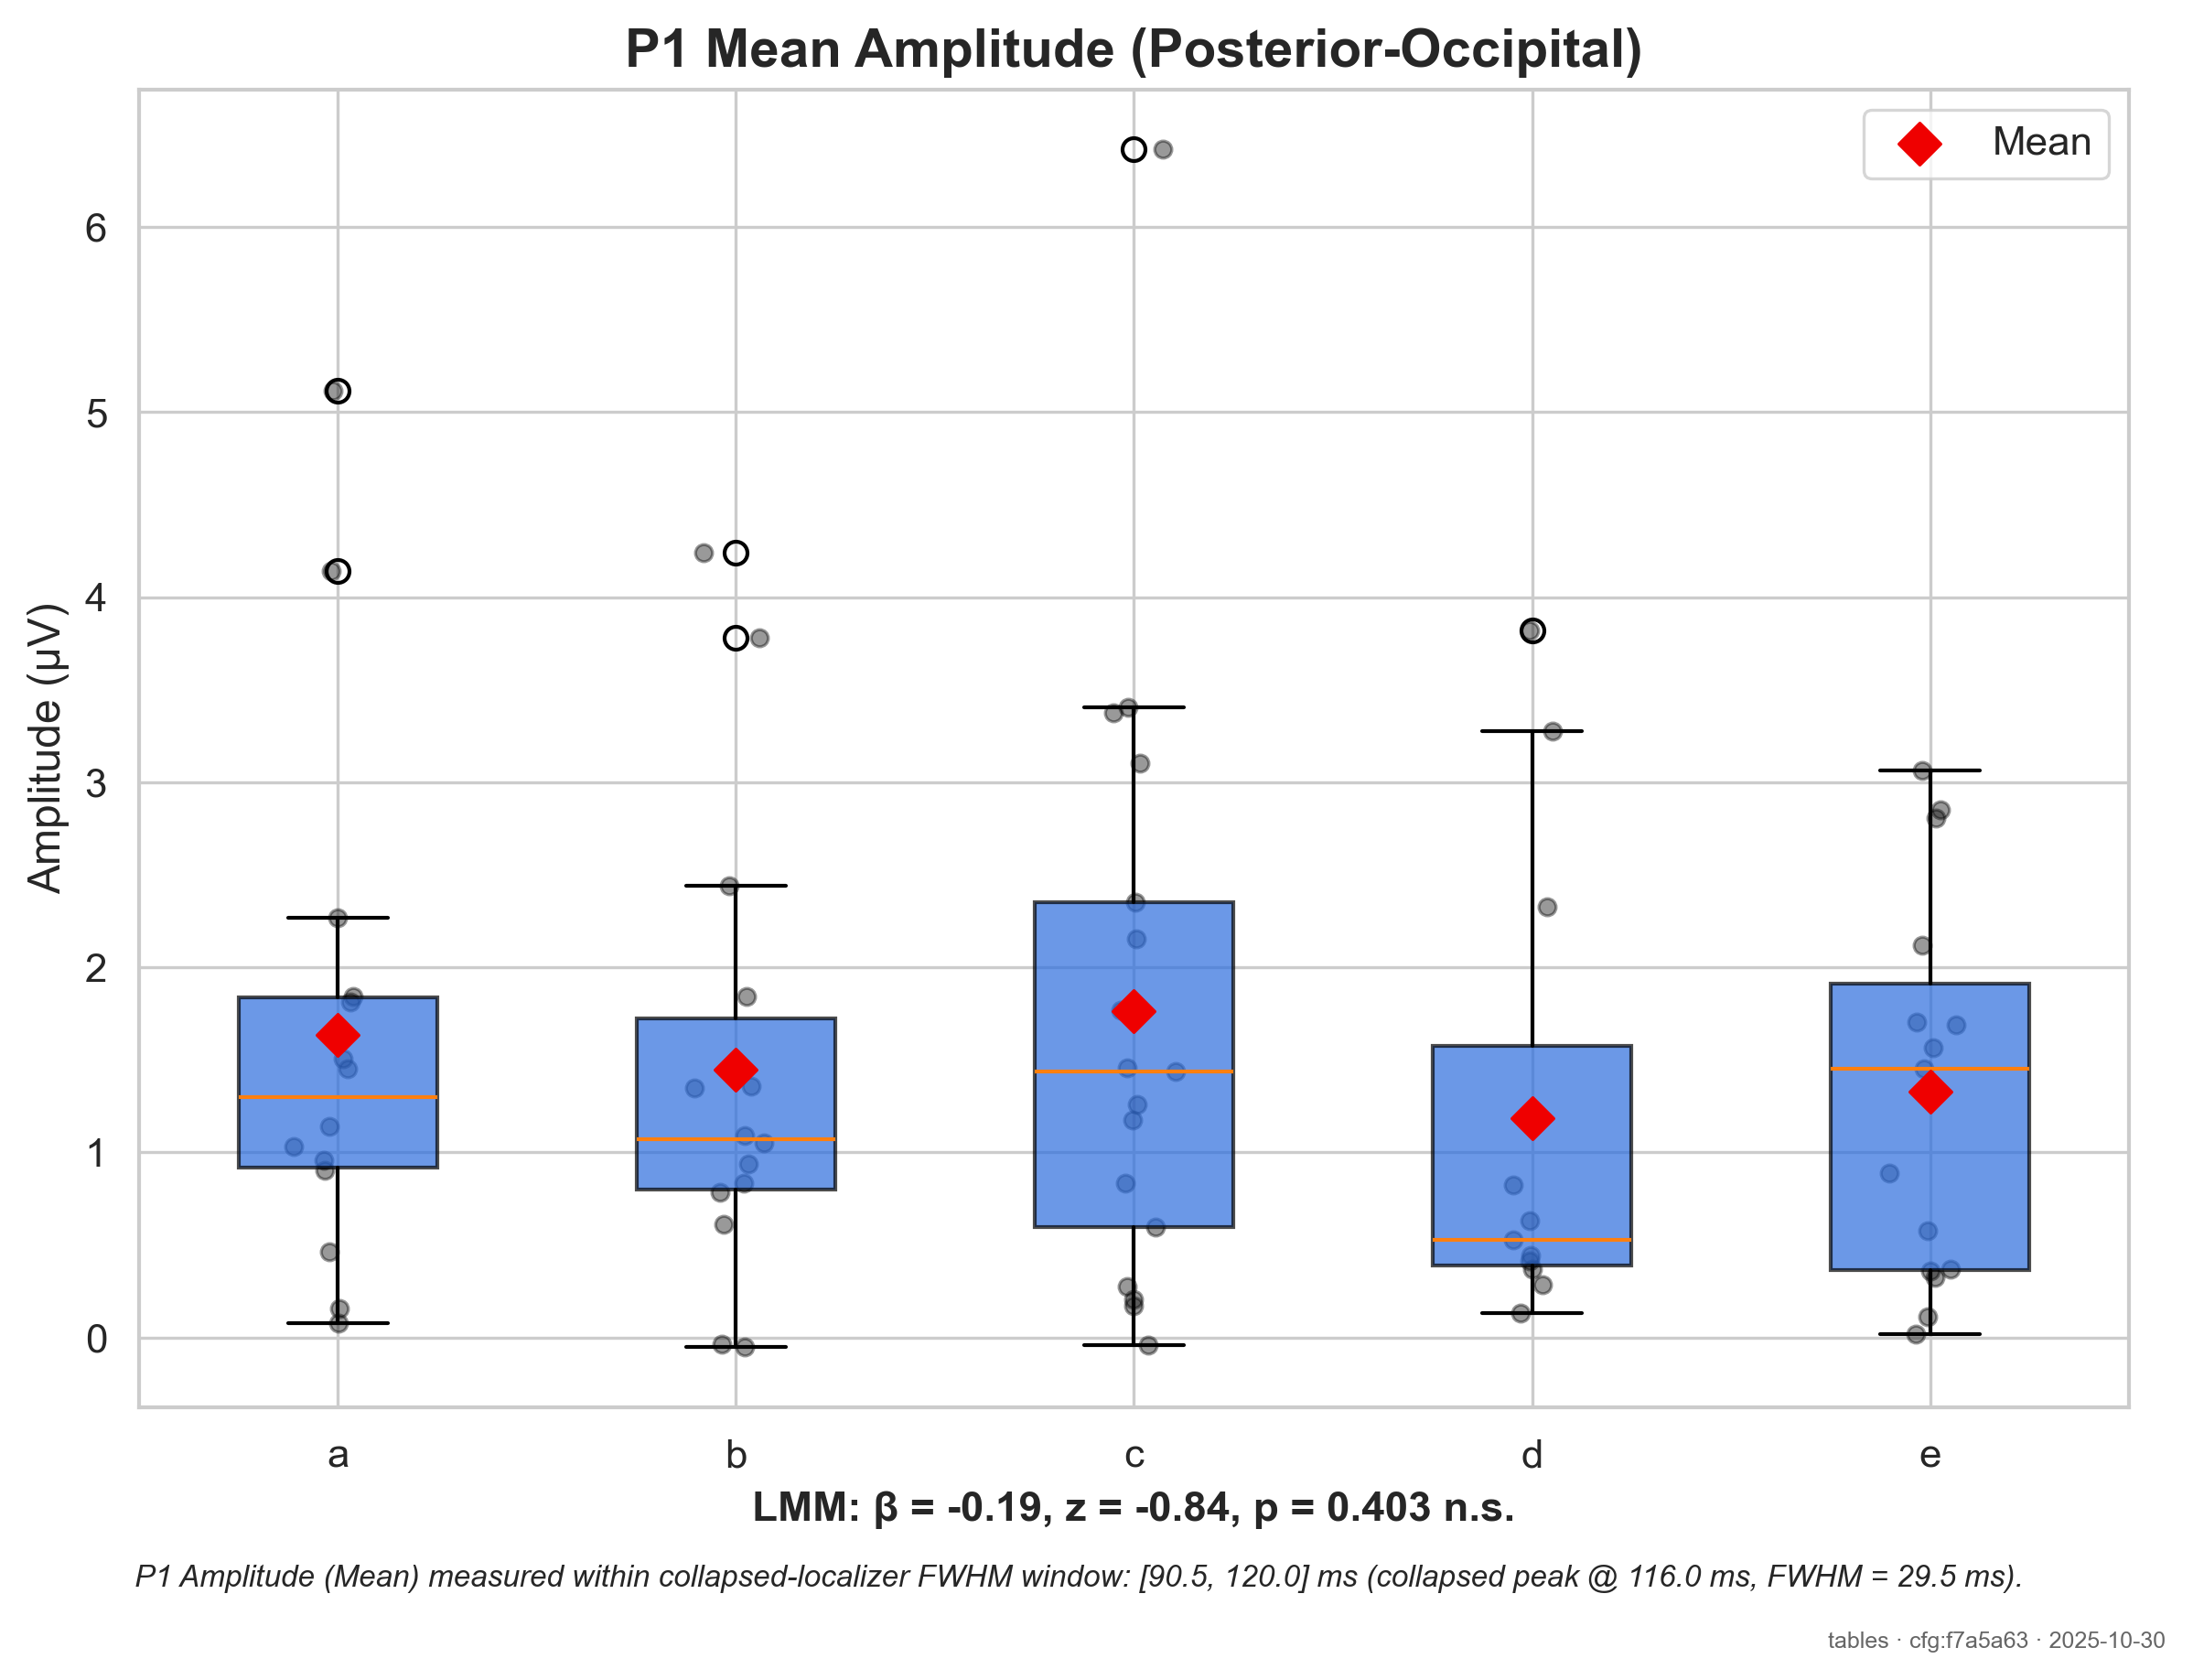 P1 Mean Amplitude (Posterior-Occipital)
Mean
Amplitude (µV)
6
5
4
3
2
1
0
a b c d e
LMM: β = -0.19, z = -0.84, p = 0.403 n.s.
P1 Amplitude (Mean) measured within collapsed-localizer FWHM window: [90.5, 120.0] ms (collapsed peak @ 116.0 ms, FWHM = 29.5 ms).
tables · cfg:f7a5a63 · 2025-10-30